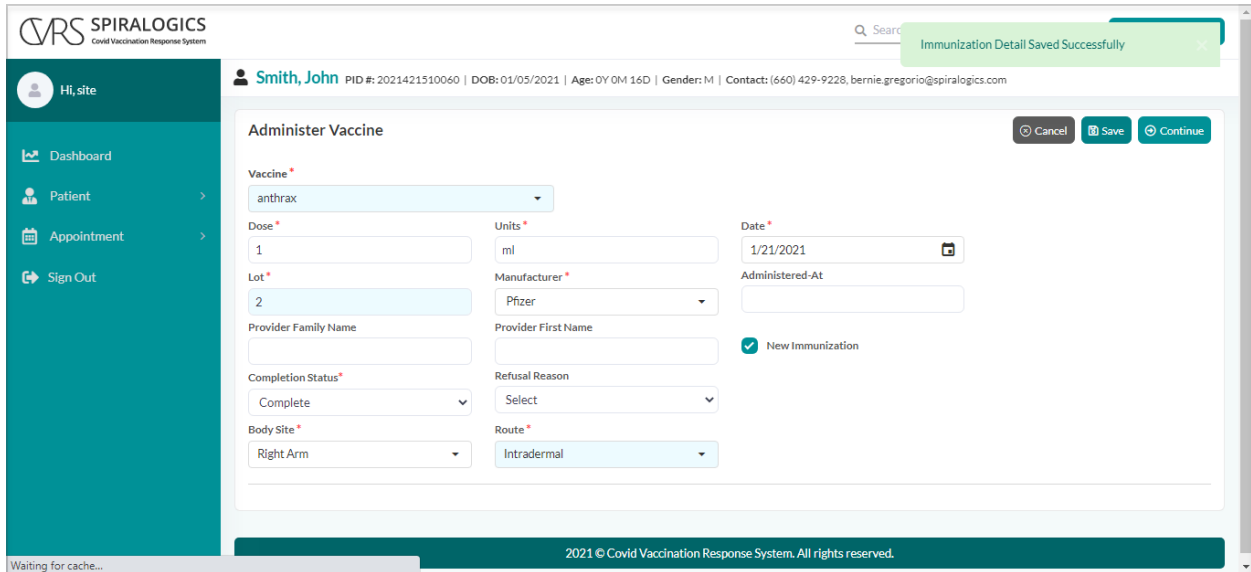 CVRS SPIRALOGICS
Covid Vaccination Response System
Searc
Immunization Detail Saved Successfully
Hi, site
Smith, John PID #: 2021421510060 | DOB: 01/05/2021 | Age: 0Y 0M 16D | Gender: M | Contact: (660) 429-9228, bernie.gregorio@spiralogics.com
Dashboard
Patient
Appointment
Sign Out
Administer Vaccine
Cancel Save Continue
Vaccine*
anthrax
Dose* Units* Date*
1 ml 1/21/2021
Lot* Manufacturer* Administered-At
2 Pfizer
Provider Family Name Provider First Name
New Immunization
Completion Status* Refusal Reason
Complete Select
Body Site* Route*
Right Arm Intradermal
2021 © Covid Vaccination Response System. All rights reserved.
Waiting for cache...